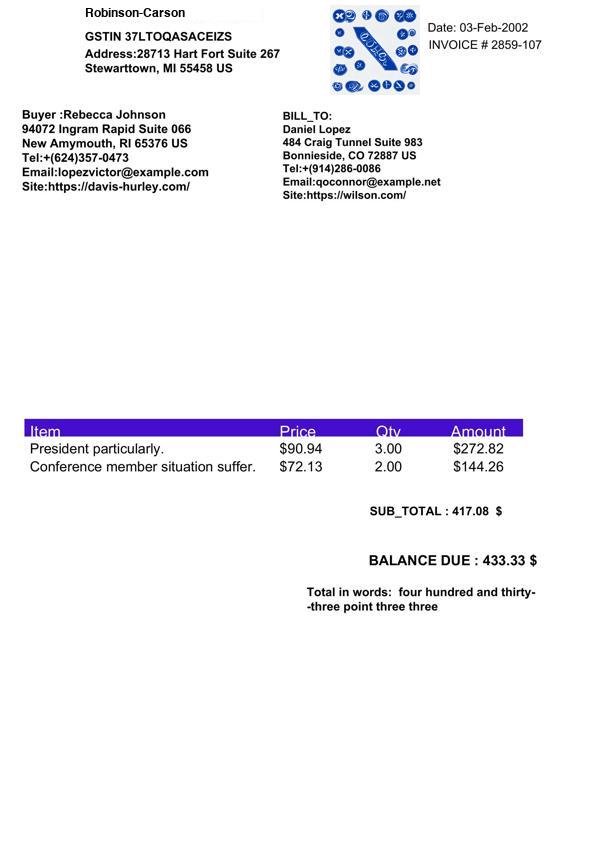 Robinson-Carson
GSTIN 37LTOQASACEIZS
Address:28713 Hart Fort Suite 267
Stewarttown, MI 55458 US
Date: 03-Feb-2002
INVOICE # 2859-107
Buyer :Rebecca Johnson
94072 Ingram Rapid Suite 066
New Amymouth, RI 65376 US
Tel:+(624)357-0473
Email:lopezvictor@example.com
Site:https://davis-hurley.com/
BILL_TO:
Daniel Lopez
484 Craig Tunnel Suite 983
Bonnieside, CO 72887 US
Tel:+(914)286-0086
Email:qoconnor@example.net
Site:https://wilson.com/
Item Price Qty Amount
President particularly. $90.94 3.00 $272.82
Conference member situation suffer. $72.13 2.00 $144.26
SUB_TOTAL : 417.08 $
BALANCE DUE : 433.33 $
Total in words: four hundred and thirty-
-three point three three